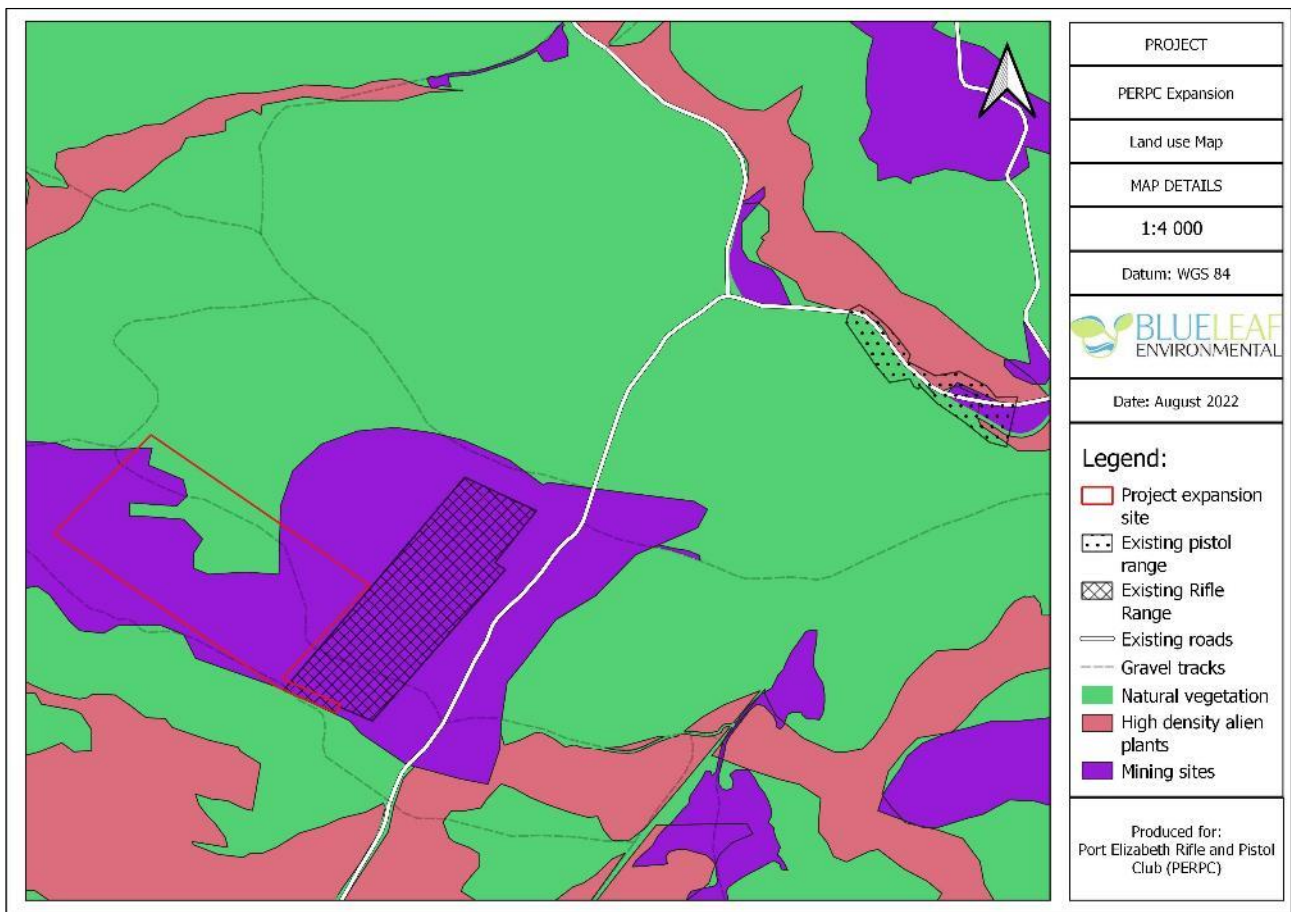 PROJECT
PERPC Expansion
Land use Map
MAP DETAILS
1:4 000
Datum: WGS 84
BLUELEAF
ENVIRONMENTAL
Date: August 2022
Legend:
Project expansion
site
Existing pistol
range
Existing Rifle
Range
Existing roads
Gravel tracks
Natural vegetation
High density alien
plants
Mining sites
Produced for:
Port Elizabeth Rifle and Pistol
Club (PERPC)